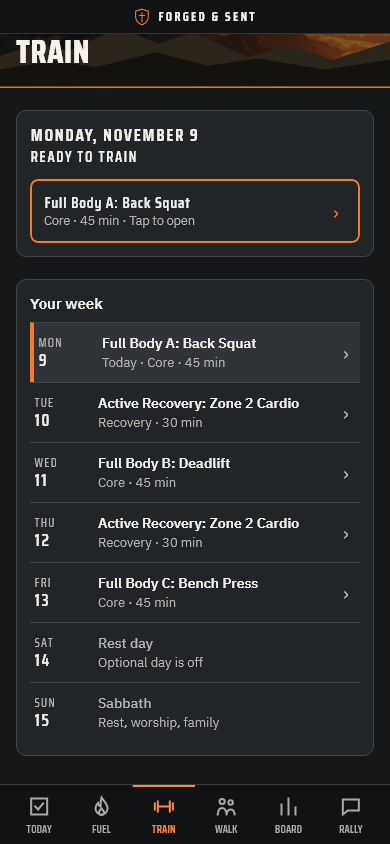 FORGED & SENT
TRAIN
MONDAY, NOVEMBER 9
READY TO TRAIN
Full Body A: Back Squat
Core · 45 min · Tap to open
Your week
MON
9
Full Body A: Back Squat
Today · Core · 45 min
TUE
10
Active Recovery: Zone 2 Cardio
Recovery · 30 min
WED
11
Full Body B: Deadlift
Core · 45 min
THU
12
Active Recovery: Zone 2 Cardio
Recovery · 30 min
FRI
13
Full Body C: Bench Press
Core · 45 min
SAT
14
Rest day
Optional day is off
SUN
15
Sabbath
Rest, worship, family
TODAY
FUEL
TRAIN
WALK
BOARD
RALLY